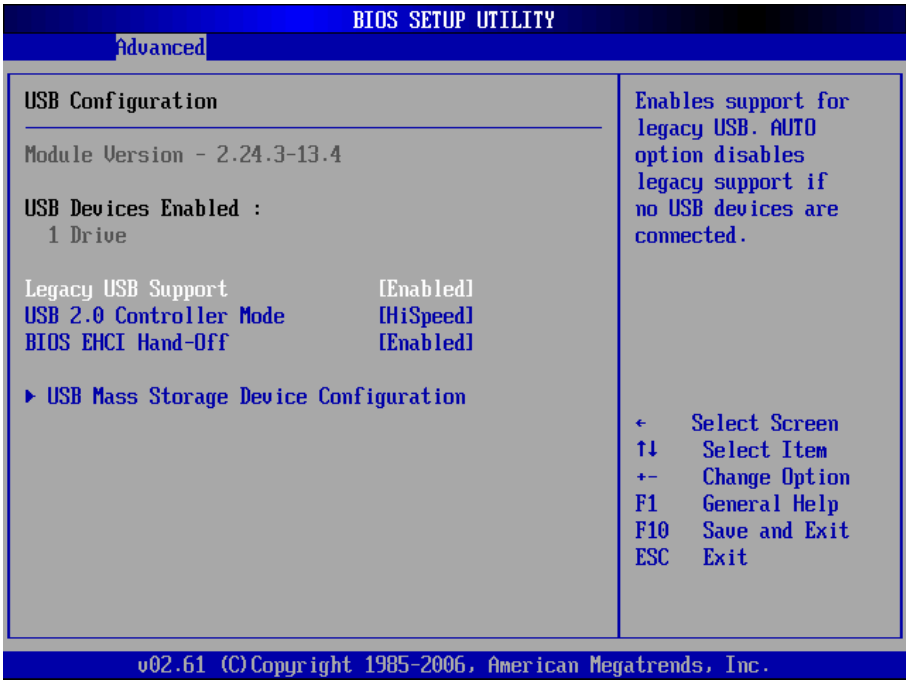 BIOS SETUP UTILITY
Advanced
USB Configuration
Module Version - 2.24.3-13.4
USB Devices Enabled :
1 Drive
Legacy USB Support [Enabled]
USB 2.0 Controller Mode [HiSpeed]
BIOS EHCI Hand-Off [Enabled]
▶ USB Mass Storage Device Configuration
Enables support for
legacy USB. AUTO
option disables
legacy support if
no USB devices are
connected.
← Select Screen
↑↓ Select Item
+- Change Option
F1 General Help
F10 Save and Exit
ESC Exit
v02.61 (C)Copyright 1985-2006, American Megatrends, Inc.